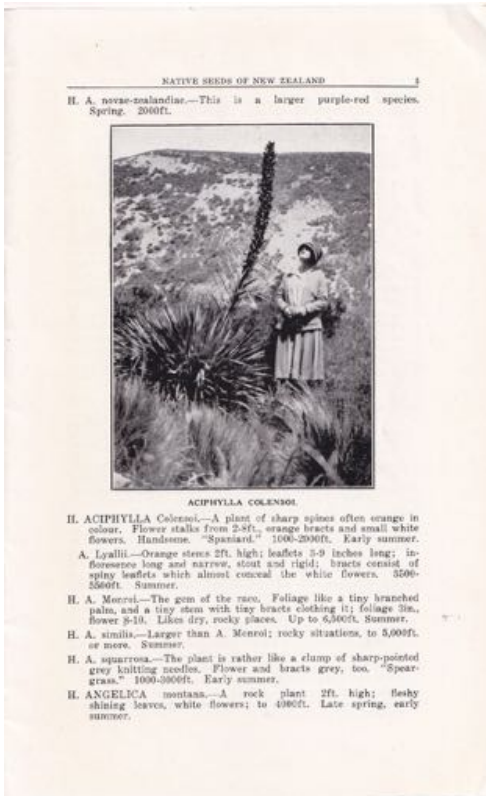 NATIVE SEEDS OF NEW ZEALAND
H. A. novae-zealandiae.—This is a larger purple-red species.
Spring. 2000ft.
ACIPHYLLA COLENSOI.
H. ACIPHYLLA Colensoi.—A plant of sharp spines often orange in
colour. Flower stalks from 2-8ft., orange bracts and small white
flowers. Handsome. "Spaniard." 1000-2000ft. Early summer.
A. Lyallii.—Orange stems 2ft. high; leaflets 3-9 inches long; in-
floresence long and narrow, stout and rigid; bracts consist of
spiny leaflets which almost conceal the white flowers.
Summer.
H. A. Monroi.—The gem of the race. Foliage like a tiny branched
palm, and a tiny stem with tiny bracts clothing it; foliage 3in.,
flower 8-10. Likes dry, rocky places. Up to 6,500ft. Summer.
H. A. similis.—Larger than A. Monroi; rocky situations, to 5,000ft.
or more. Summer.
H. A. squarrosa.—The plant is rather like a clump of sharp-pointed
grey knitting needles. Flower and bracts grey, too. "Spear-
grass." 1000-3000ft. Early summer.
H. ANGELICA montana.—A rock plant 2ft. high; fleshy
shining leaves, white flowers; to 4000ft. Late spring, early
summer.